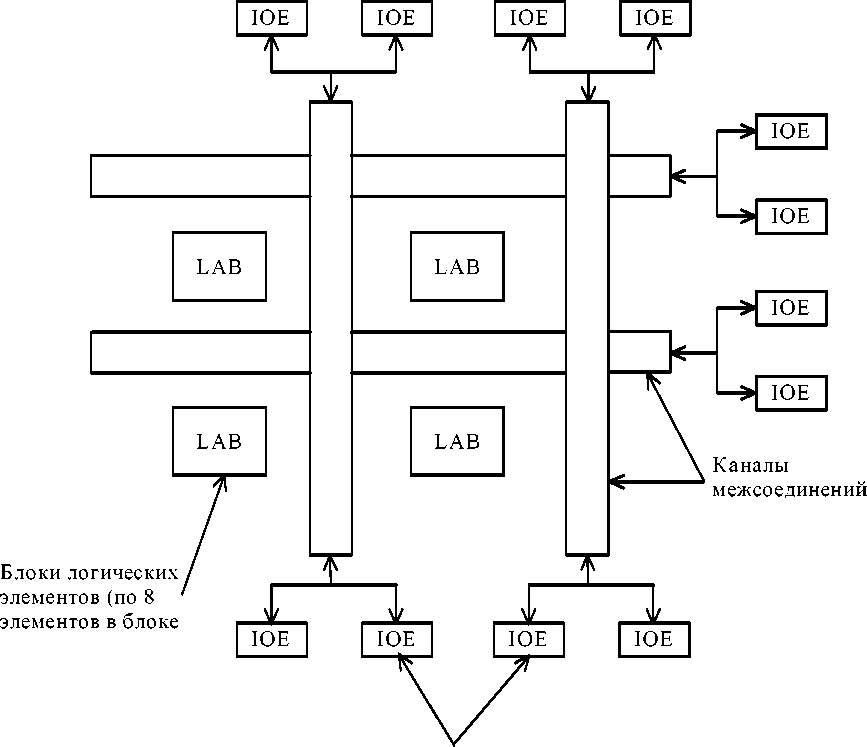 IOE IOE IOE IOE
IOE
IOE
LAB LAB
IOE
IOE
LAB LAB
Каналы
межсоединений
Блоки логических
элементов (по 8
элементов в блоке
IOE IOE IOE IOE